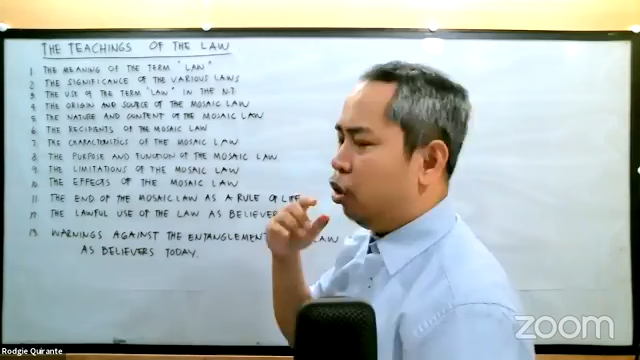 THE TEACHINGS OF THE LAW
1. THE MEANING OF THE TERM "LAW"
2 THE SIGNIFICANCE OF THE VARIOUS LAWS
3 THE USE OF THE TERM "LAW" IN THE N.T.
4 THE ORIGIN AND SOURCE OF THE MOSAIC LAW
5 THE NATURE AND CONTENT OF THE MOSAIC LAW
6. THE RECIPIENTS OF THE MOSAIC LAW
7. THE CHARACTERISTICS OF THE MOSAIC LAW
8 THE PURPOSE AND FUNCTION OF THE MOSAIC LAW
9 THE LIMITATIONS OF THE MOSAIC LAW
10 THE EFFECTS OF THE MOSAIC LAW
11 THE END OF THE MOSAIC LAW AS A RULE OF LIFE
12 THE LAWFUL USE OF THE LAW AS BELIEVER
13. WARNINGS AGAINST THE ENTANGLEMENT LAW
AS BELIEVERS TODAY.
zoom
Rodgie Quirante